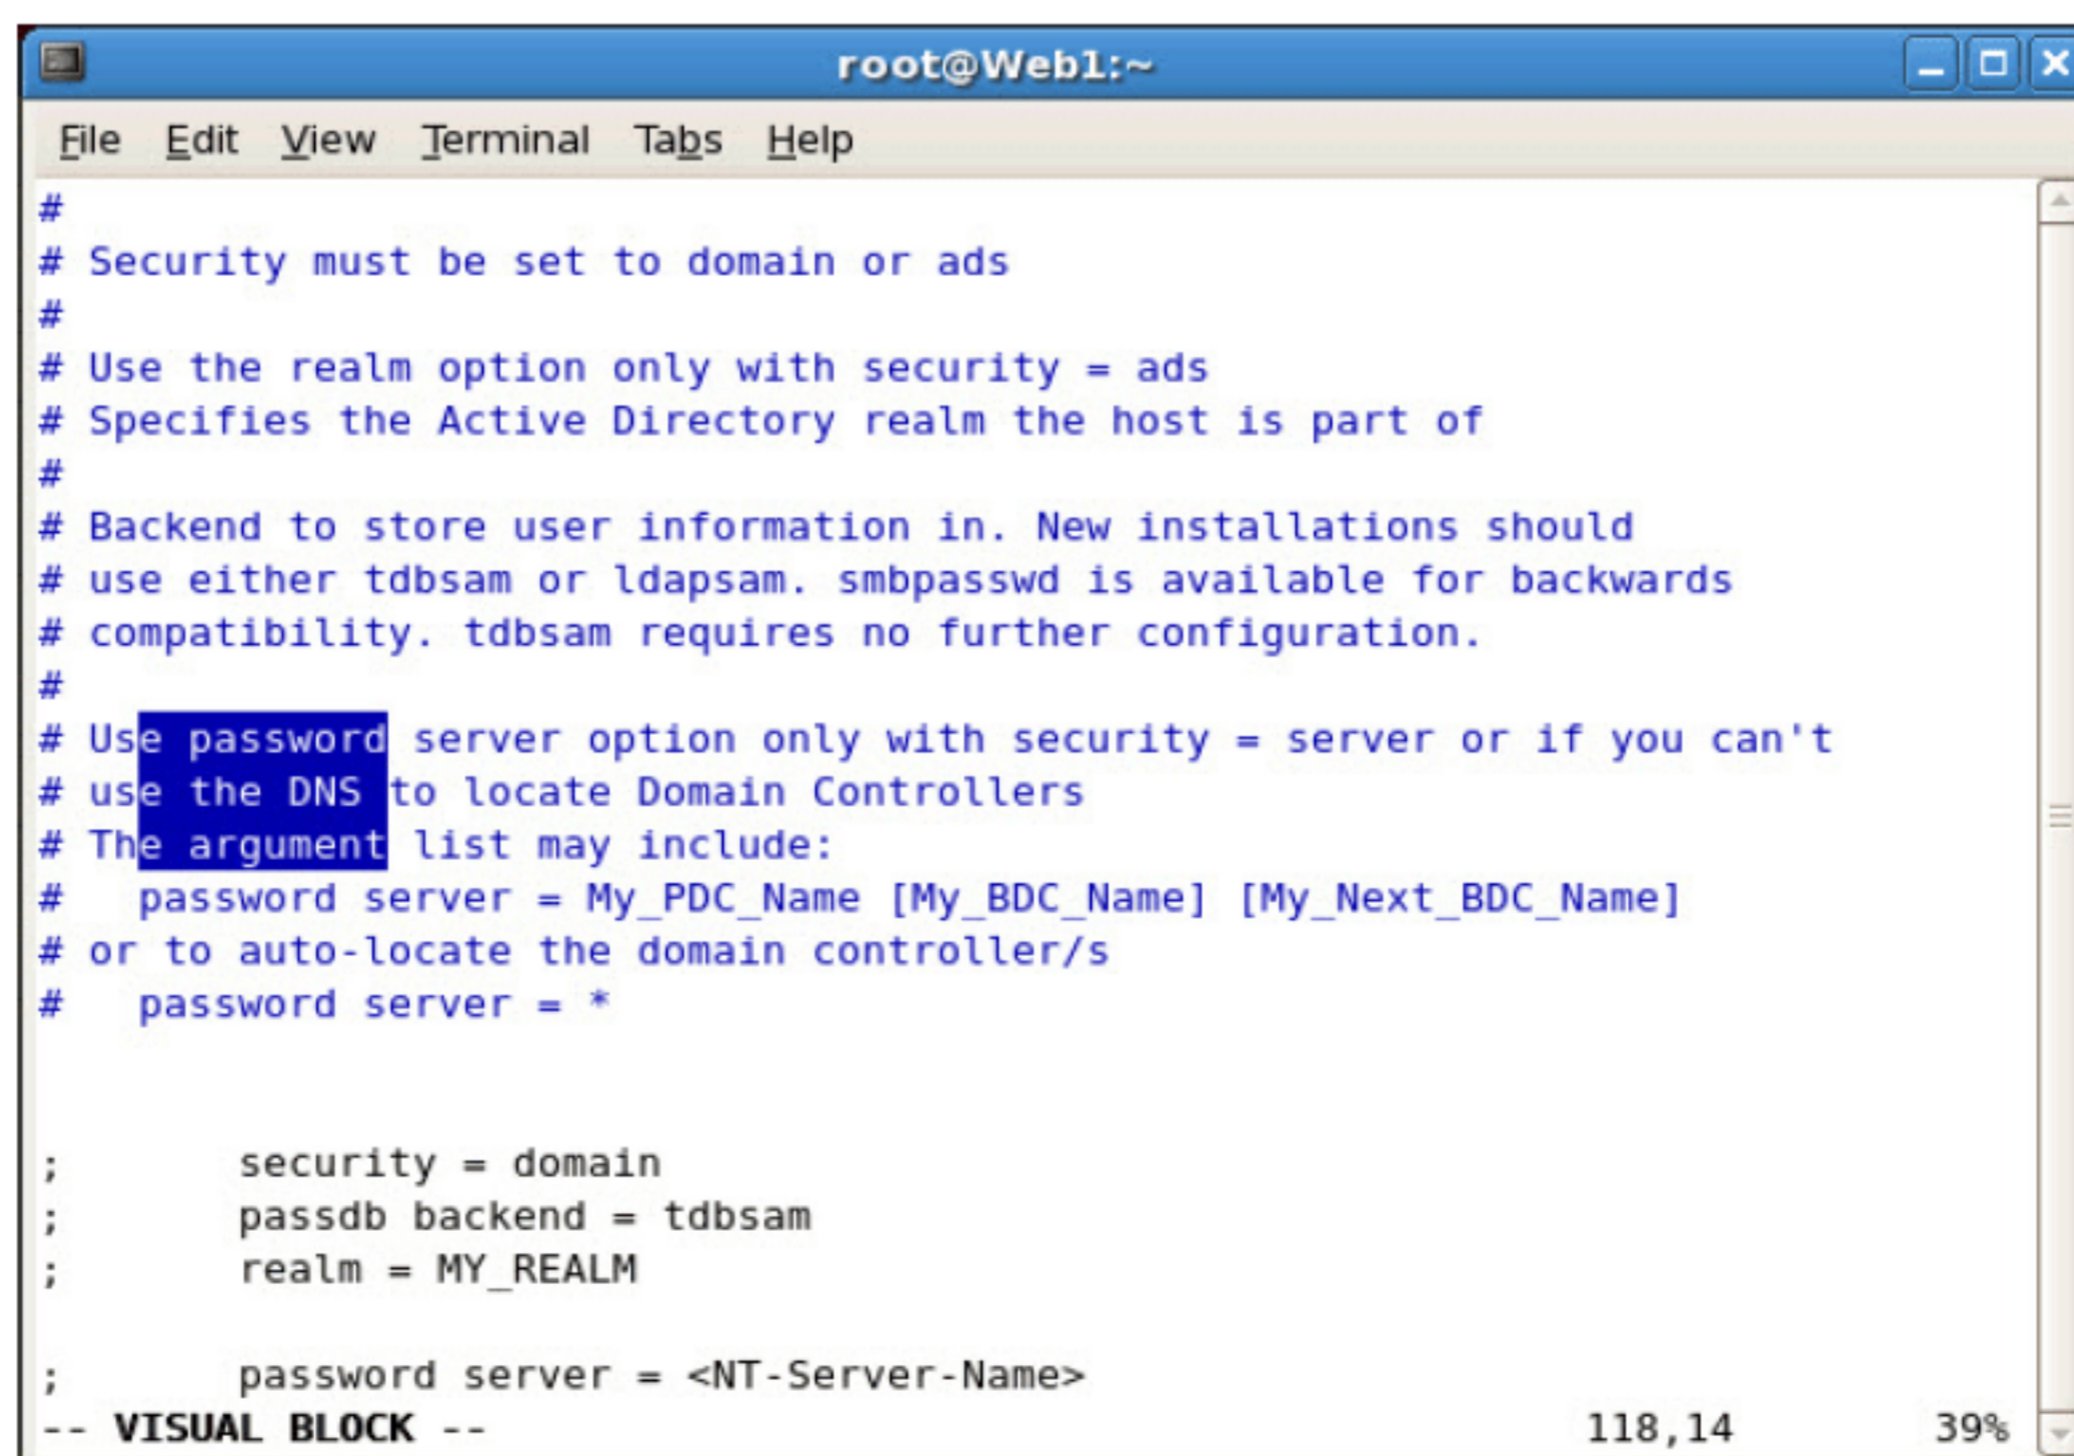 root@Web1:~
File Edit View Terminal Tabs Help
#
# Security must be set to domain or ads
#
# Use the realm option only with security = ads
# Specifies the Active Directory realm the host is part of
#
# Backend to store user information in. New installations should
# use either tdbsam or ldapsam. smbpasswd is available for backwards
# compatibility. tdbsam requires no further configuration.
#
# Use password server option only with security = server or if you can't
# use the DNS to locate Domain Controllers
# The argument list may include:
#   password server = My_PDC_Name [My_BDC_Name] [My_Next_BDC_Name]
# or to auto-locate the domain controller/s
#   password server = *
;       security = domain
;       passdb backend = tdbsam
;       realm = MY_REALM
;       password server = <NT-Server-Name>
-- VISUAL BLOCK -- 118,14 39%